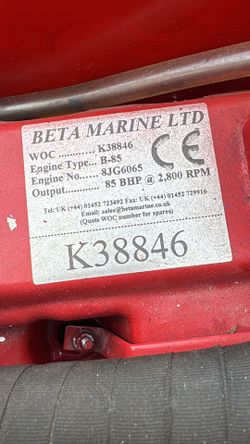 BETA MARINE LTD
WOC ............ K38846
Engine Type .... B-85
Engine No....... 8JG6065
Output............ 85 BHP @ 2,800 RPM
CE
Tel: UK (+44) 01452 723492 Fax: UK (+44) 01452 729916
Email: sales@betamarine.co.uk
(Quote WOC number for spares)
K38846